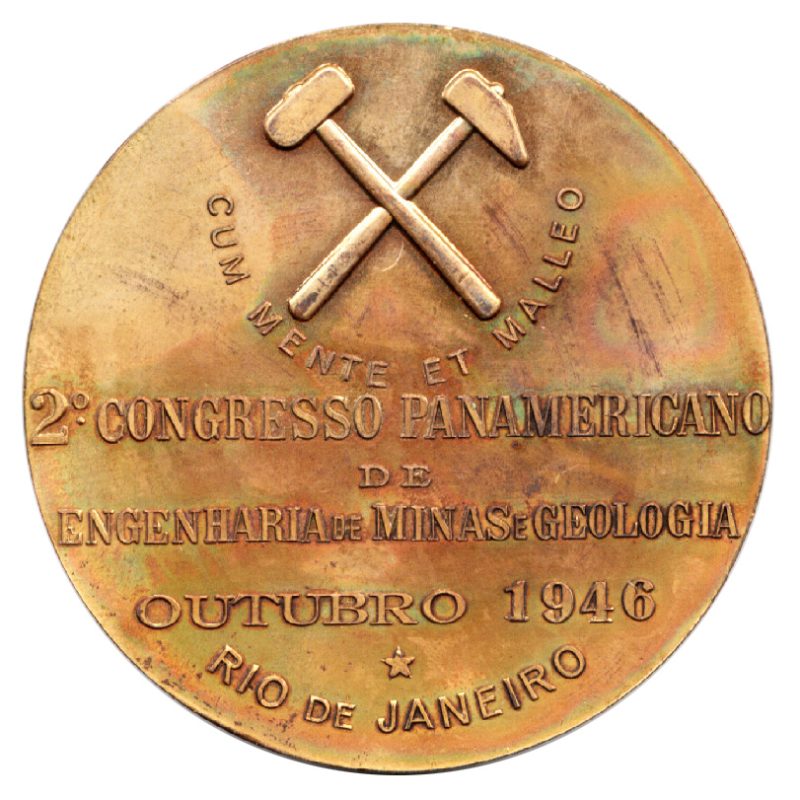 CUM MENTE ET MALLEO
2º CONGRESSO PANAMERICANO
DE
ENGENHARIA DE MINAS E GEOLOGIA
OUTUBRO 1946
RIO DE JANEIRO